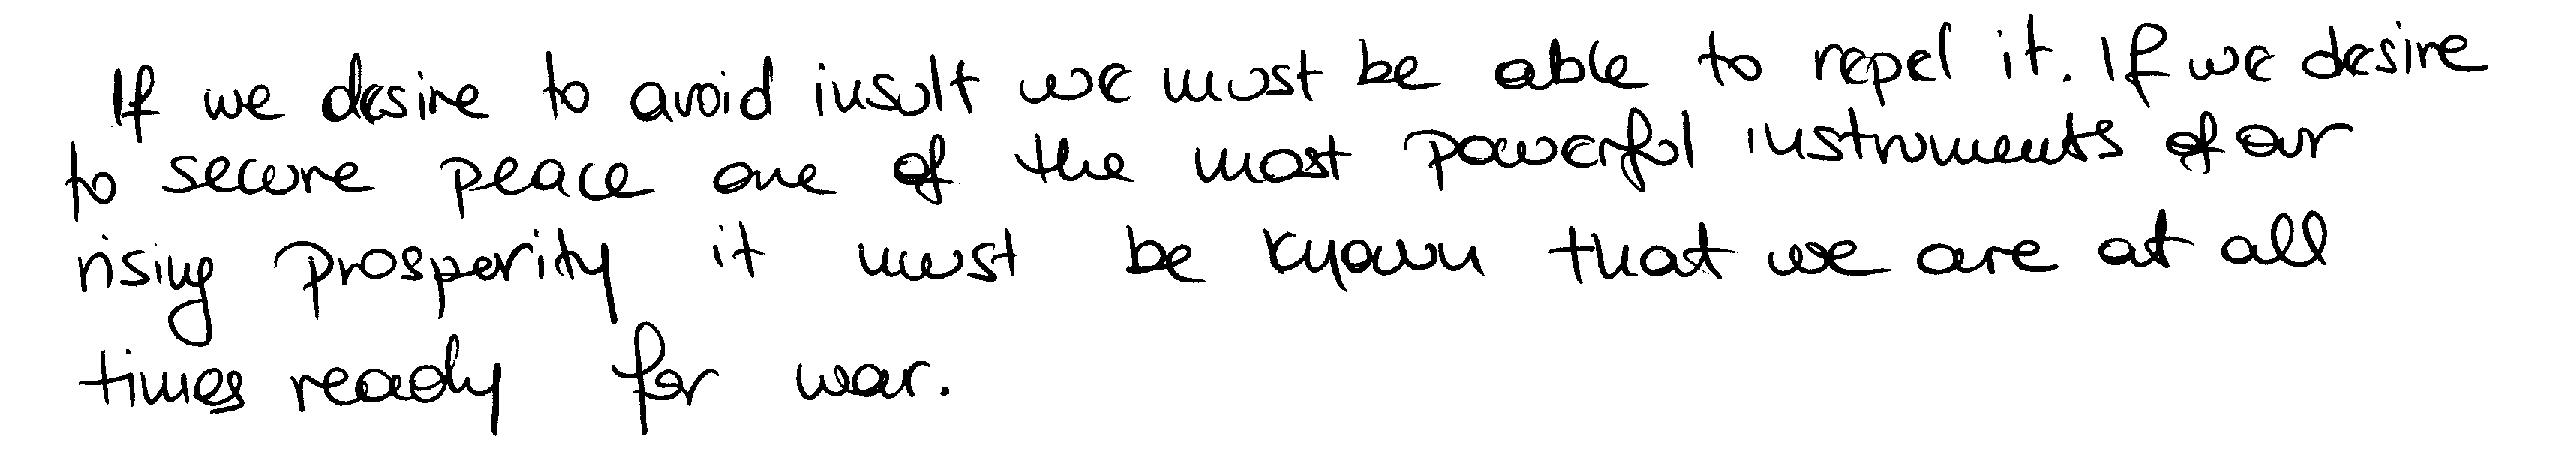 If we desire to avoid insult we must be able to repel it. If we desire
to secure peace one of the most powerful instruments of our
rising prosperity it must be known that we are at all
times ready for war.